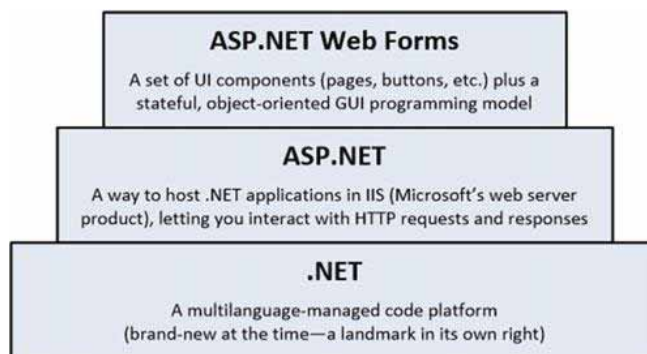 ASP.NET Web Forms
A set of UI components (pages, buttons, etc.) plus a
stateful, object-oriented GUI programming model
ASP.NET
A way to host .NET applications in IIS (Microsoft's web server
product), letting you interact with HTTP requests and responses
.NET
A multilanguage-managed code platform
(brand-new at the time—a landmark in its own right)